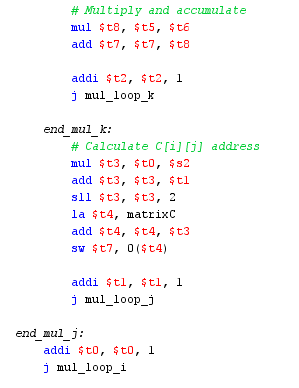 # Multiply and accumulate
mul $t8, $t5, $t6
add $t7, $t7, $t8
addi $t2, $t2, 1
j mul_loop_k
end_mul_k:
# Calculate C[i][j] address
mul $t3, $t0, $s2
add $t3, $t3, $t1
sll $t3, $t3, 2
la $t4, matrixC
add $t4, $t4, $t3
sw $t7, 0($t4)
addi $t1, $t1, 1
j mul_loop_j
end_mul_j:
addi $t0, $t0, 1
j mul_loop_i